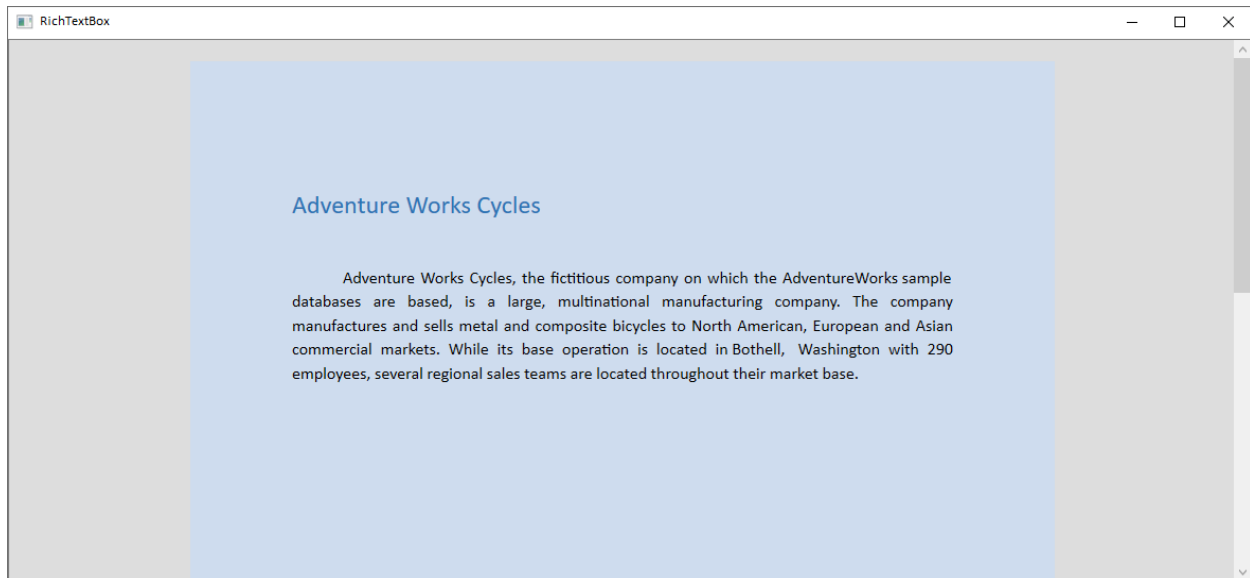 RichTextBox
Adventure Works Cycles
Adventure Works Cycles, the fictitious company on which the AdventureWorks sample
databases are based, is a large, multinational manufacturing company. The company
manufactures and sells metal and composite bicycles to North American, European and Asian
commercial markets. While its base operation is located in Bothell, Washington with 290
employees, several regional sales teams are located throughout their market base.